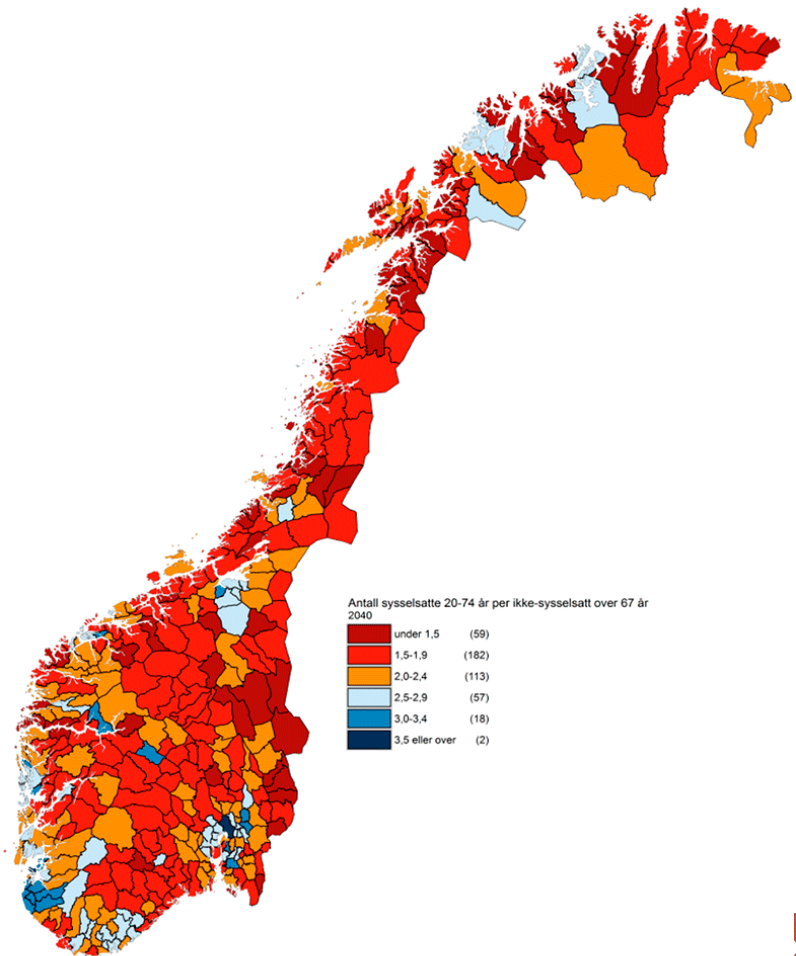 Antall sysselsatte 20-74 år per ikke-sysselsatt over 67 år
2040
under 1,5 (59)
1,5-1,9 (182)
2,0-2,4 (113)
2,5-2,9 (57)
3,0-3,4 (18)
3,5 eller over (2)